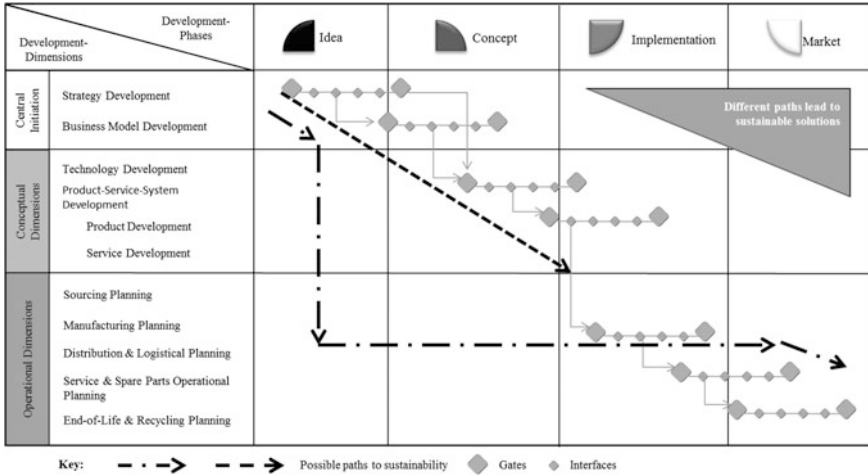 Development-
Phases
Development-
Dimensions
Idea
Concept
Implementation
Market
Central
Initiation
Strategy Development
Business Model Development
Different paths lead to
sustainable solutions
Conceptual
Dimensions
Technology Development
Product-Service-System
Development
Product Development
Service Development
Operational Dimensions
Sourcing Planning
Manufacturing Planning
Distribution & Logistical Planning
Service & Spare Parts Operational
Planning
End-of-Life & Recycling Planning
Key:
Possible paths to sustainability
Gates
Interfaces